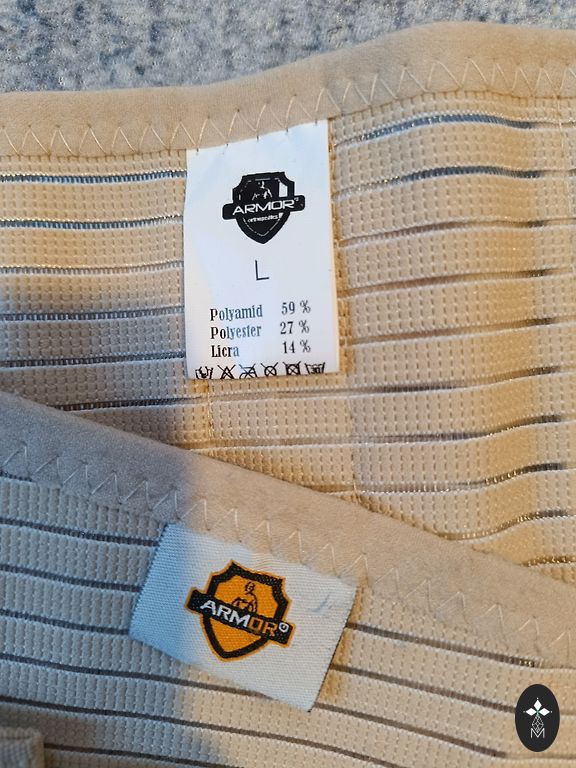 ARMOR
orthopedics
L
Polyamid 59 %
Polyester 27 %
Licra 14 %
ARMOR®
M